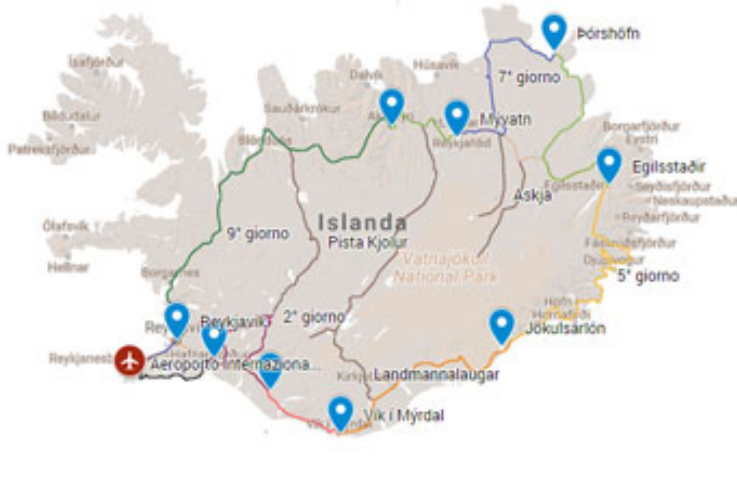 Þórshöfn
Ísafjörður
Húsavík
7° giorno
Dalvík
Bíldudalur
Sauðárkrókur
Mývatn
Patreksfjörður
Blönduós
Reykjahlíð
Borgarfjörður
Eystri
Egilsstaðir
Egilsstaðir
Seyðisfjörður
Neskaupstaður
Askja
Reyðarfjörður
Ólafsvík
Islanda
9° giorno
Pista Kjolur
Fáskrúðsfjörður
Hellnar
Vatnajökull
National Park
Djúpivogur
Borgarnes
5° giorno
Höfn í
Hornafirði
2° giorno
Reykjavik
Jökulsárlón
Aeroporto Internaziona...
Landmannalaugar
Vík í Mýrdal